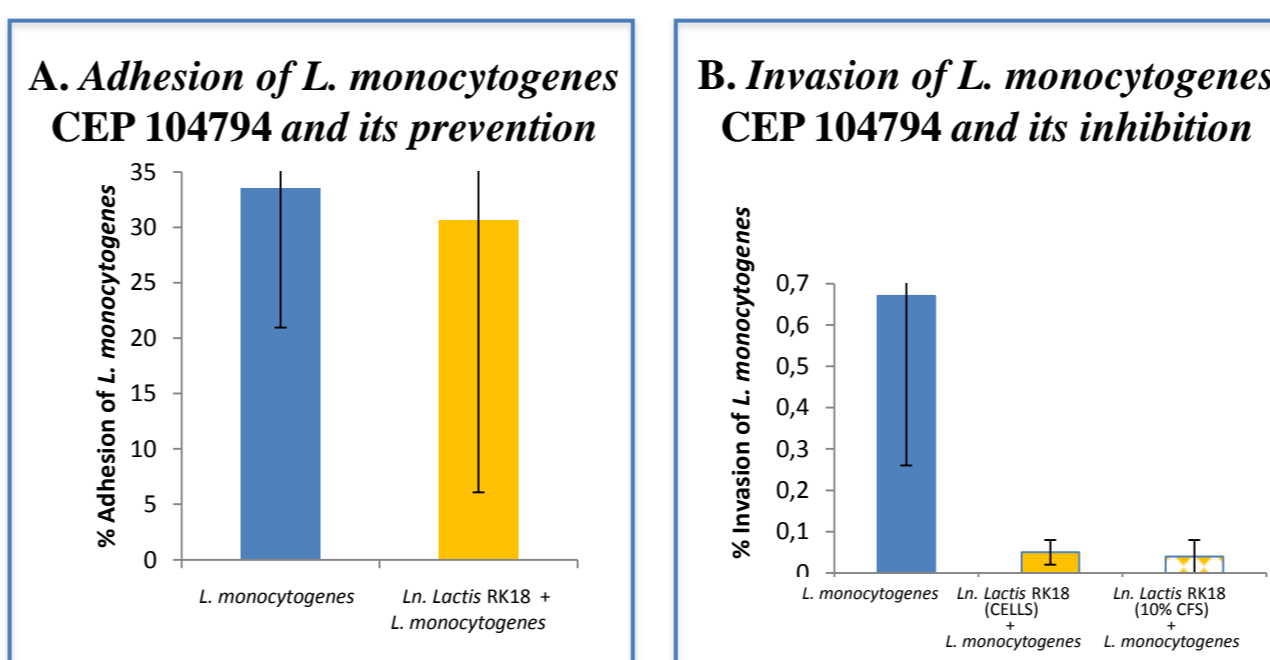 A. Adhesion of L. monocytogenes
CEP 104794 and its prevention
% Adhesion of L. monocytogenes
35
30
25
20
15
10
5
0
L. monocytogenes
Ln. Lactis RK18 +
L. monocytogenes
B. Invasion of L. monocytogenes
CEP 104794 and its inhibition
% Invasion of L. monocytogenes
0,7
0,6
0,5
0,4
0,3
0,2
0,1
0
L. monocytogenes
Ln. Lactis RK18
(CELLS)
+
L. monocytogenes
Ln. Lactis RK18
(10% CFS)
+
L. monocytogenes